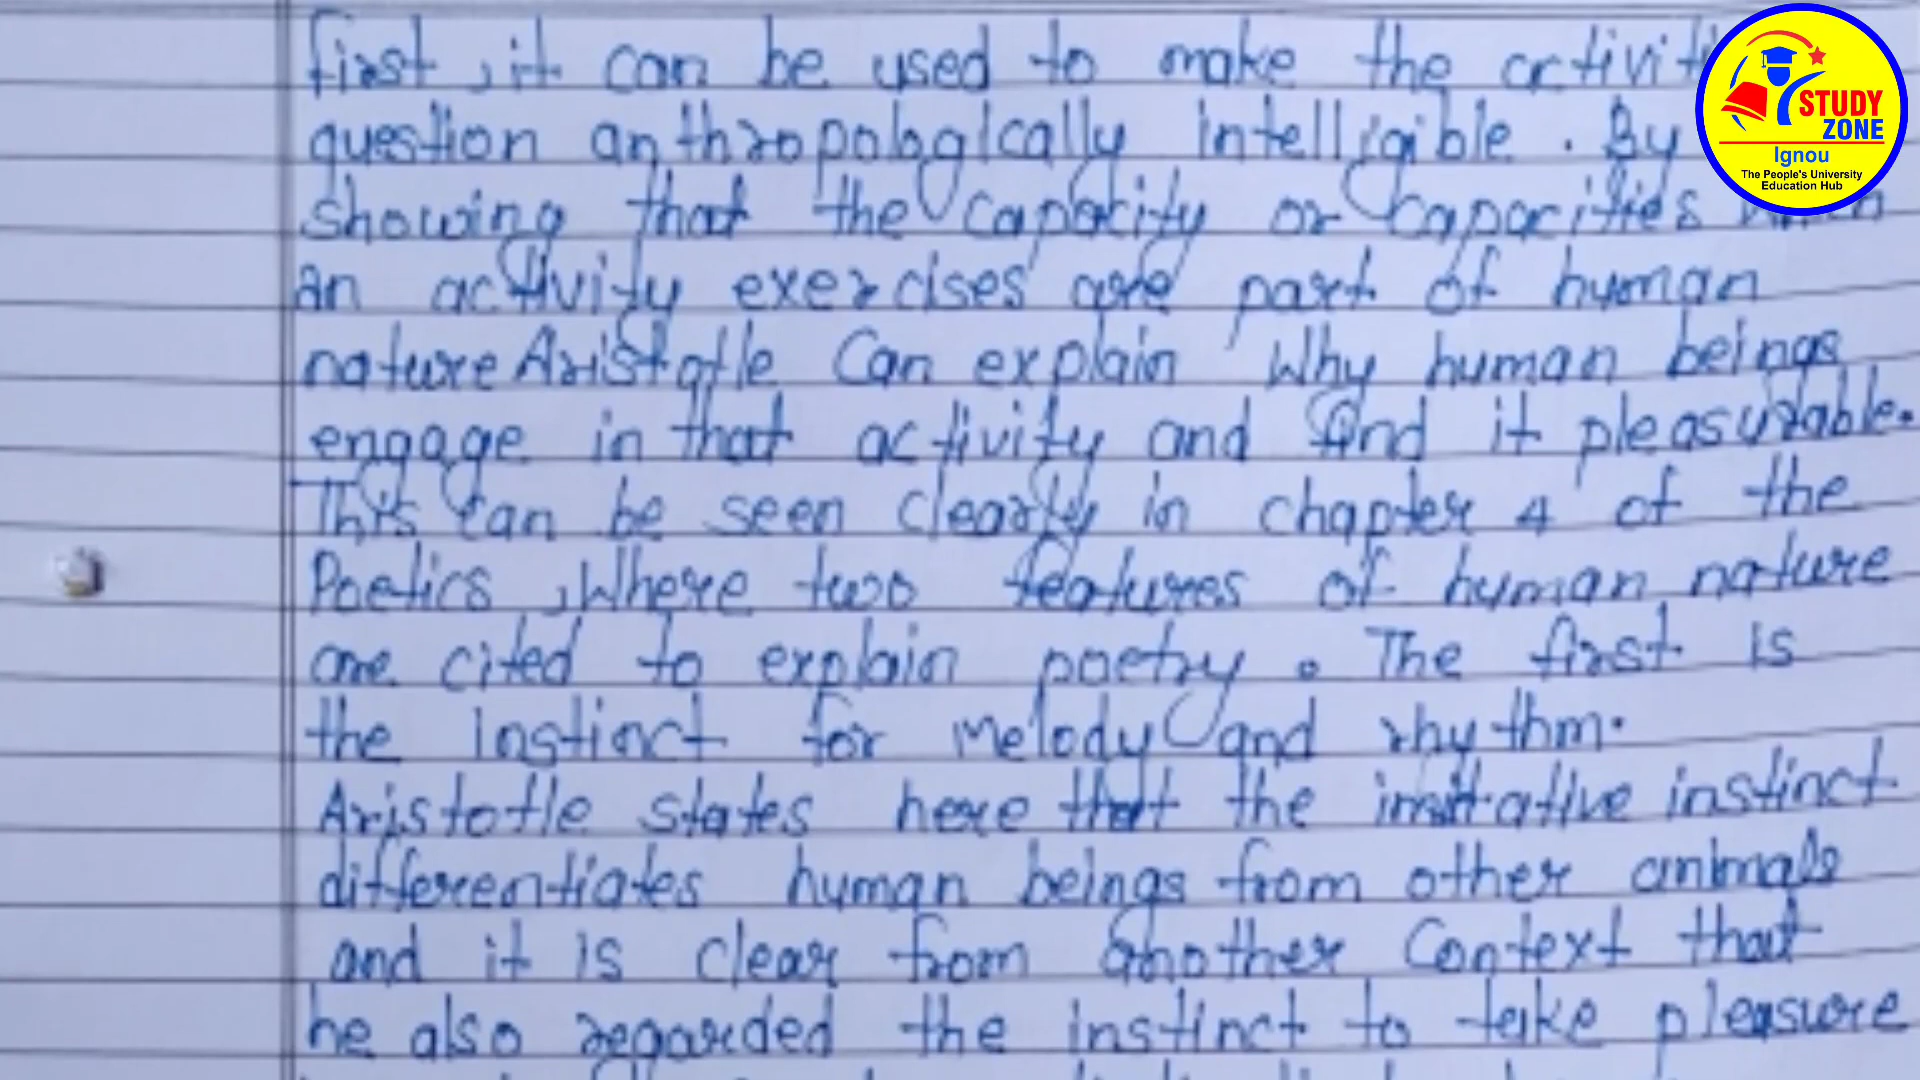 first, it can be used to make the
question anthropologically intelligible. By
showing that the capacity or capacities
an activity exercises are part of human
nature Aristotle Can explain Why human beings
engage in that activity and find it pleasurable.
This can be seen clearly in chapter 4 of the
Poetics, Where two features of human nature
are cited to explain poetry. The first is
the instinct for Melody and rhythm.
Aristotle states here that the imitative instinct
differentiates human beings from other animals
and it is clear from another Context that
he also regarded the instinct to take pleasure
STUDY
ZONE
Ignou
The People's University
Education Hub